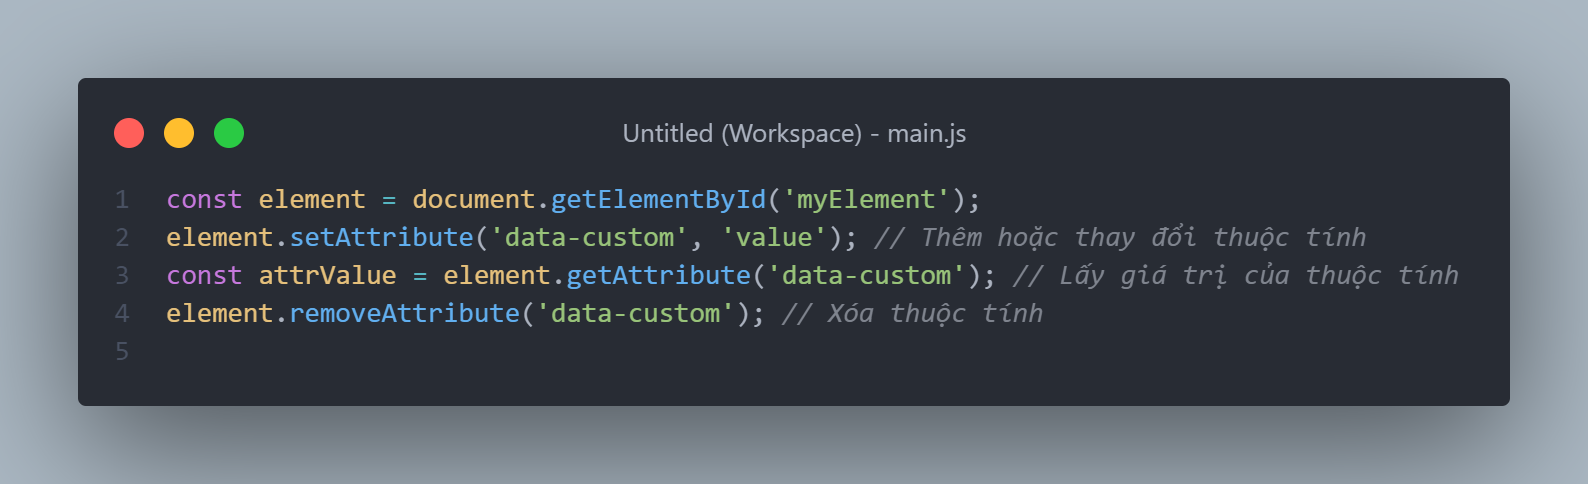 Untitled (Workspace) - main.js
1 const element = document.getElementById('myElement');
2 element.setAttribute('data-custom', 'value'); // Thêm hoặc thay đổi thuộc tính
3 const attrValue = element.getAttribute('data-custom'); // Lấy giá trị của thuộc tính
4 element.removeAttribute('data-custom'); // Xóa thuộc tính
5